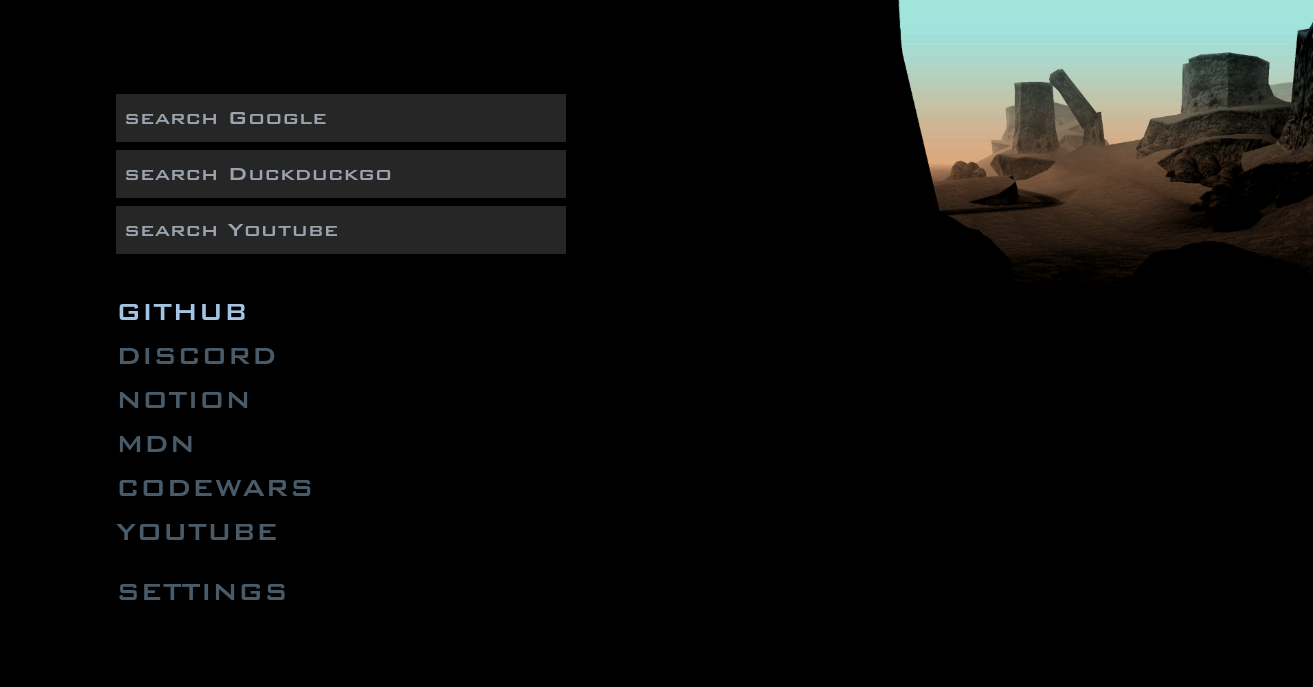 search Google
search Duckduckgo
search Youtube
GITHUB
DISCORD
NOTION
MDN
CODEWARS
YOUTUBE
SETTINGS